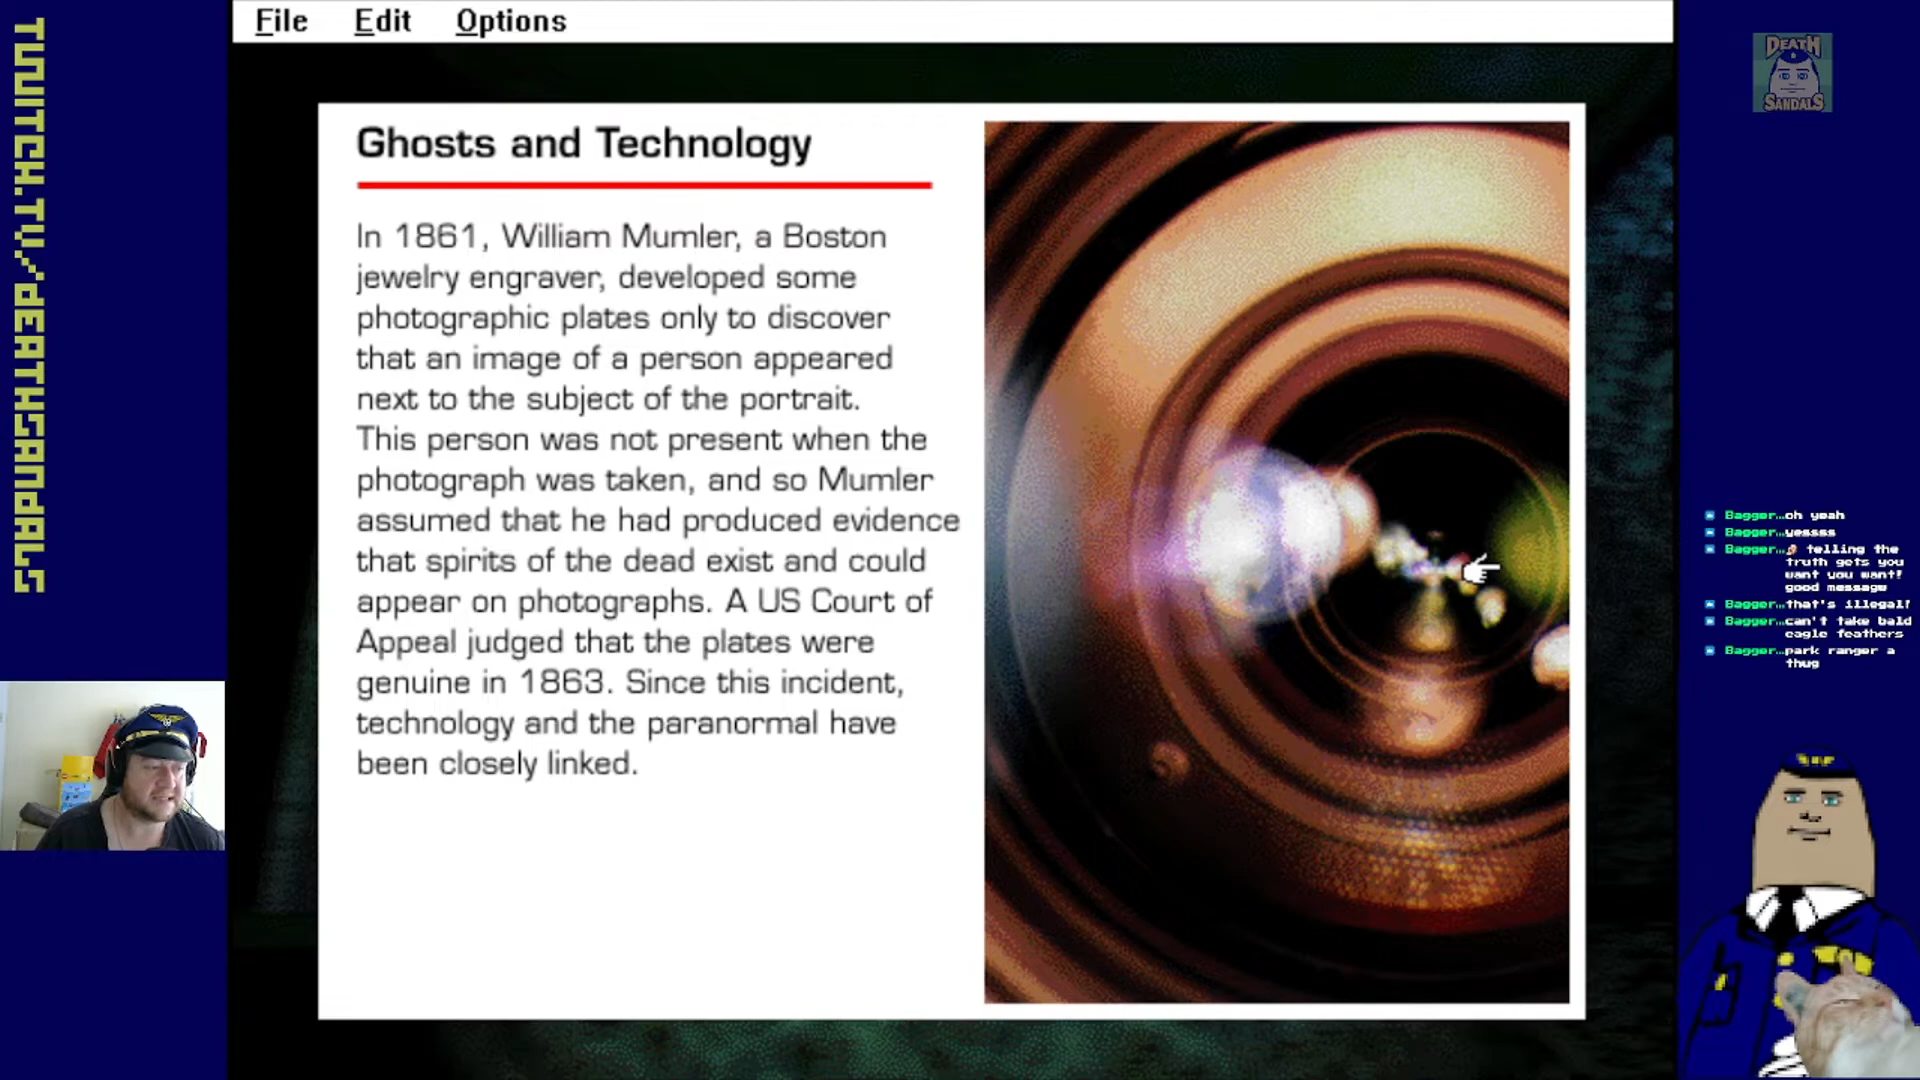 TWITCH.TV/DEATHSANDALS
File Edit Options
DEATH
SANDALS
Ghosts and Technology
In 1861, William Mumler, a Boston
jewelry engraver, developed some
photographic plates only to discover
that an image of a person appeared
next to the subject of the portrait.
This person was not present when the
photograph was taken, and so Mumler
assumed that he had produced evidence
that spirits of the dead exist and could
appear on photographs. A US Court of
Appeal judged that the plates were
genuine in 1863. Since this incident,
technology and the paranormal have
been closely linked.
Bagger...oh yeah
Bagger...yessss
Bagger... telling the
truth gets you
want you want!
good message
Bagger...that's illegal!
Bagger...can't take bald
eagle feathers
Bagger...park ranger a
thug